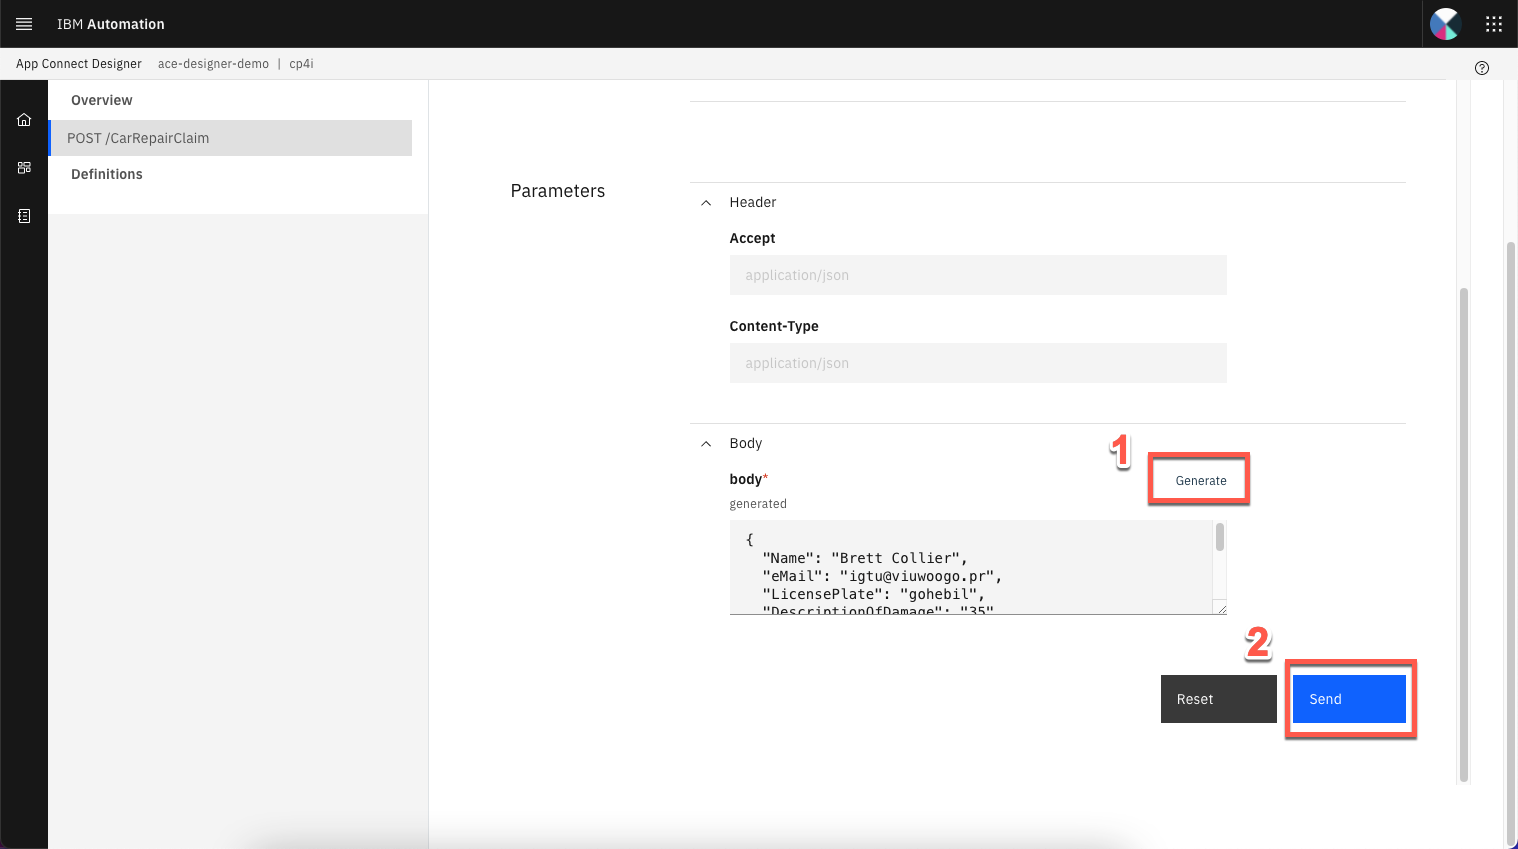 IBM Automation
App Connect Designer ace-designer-demo | cp4i
Overview
POST /CarRepairClaim
Definitions
Parameters
Header
Accept
application/json
Content-Type
application/json
Body
1
body*
Generate
generated
{
"Name": "Brett Collier",
"eMail": "igtu@viuwoogo.pr",
"LicensePlate": "gohebil",
"DescriptionOfDamage": "35"
2
Reset
Send